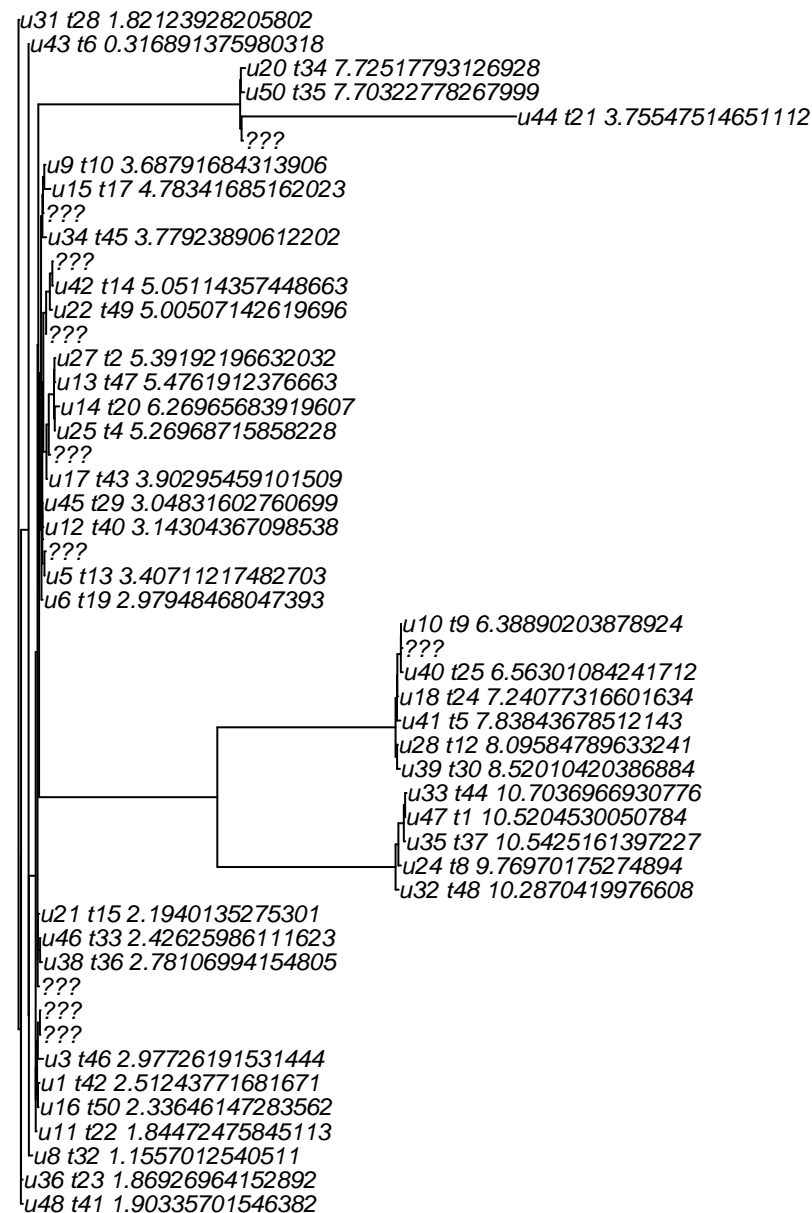 u31 t28 1.82123928205802
u43 t6 0.316891375980318
u20 t34 7.72517793126928
u50 t35 7.70322778267999
u44 t21 3.75547514651112
???
u9 t10 3.68791684313906
u15 t17 4.78341685162023
???
u34 t45 3.77923890612202
???
u42 t14 5.05114357448663
u22 t49 5.00507142619696
???
u27 t2 5.39192196632032
u13 t47 5.4761912376663
u14 t20 6.26965683919607
u25 t4 5.26968715858228
???
u17 t43 3.90295459101509
u45 t29 3.04831602760699
u12 t40 3.14304367098538
???
u5 t13 3.40711217482703
u6 t19 2.97948468047393
u10 t9 6.38890203878924
???
u40 t25 6.56301084241712
u18 t24 7.24077316601634
u41 t5 7.83843678512143
u28 t12 8.09584789633241
u39 t30 8.52010420386884
u33 t44 10.7036966930776
u47 t1 10.5204530050784
u35 t37 10.5425161397227
u24 t8 9.76970175274894
u32 t48 10.2870419976608
u21 t15 2.1940135275301
u46 t33 2.42625986111623
u38 t36 2.78106994154805
???
???
???
u3 t46 2.97726191531444
u1 t42 2.51243771681671
u16 t50 2.33646147283562
u11 t22 1.84472475845113
u8 t32 1.1557012540511
u36 t23 1.86926964152892
u48 t41 1.90335701546382